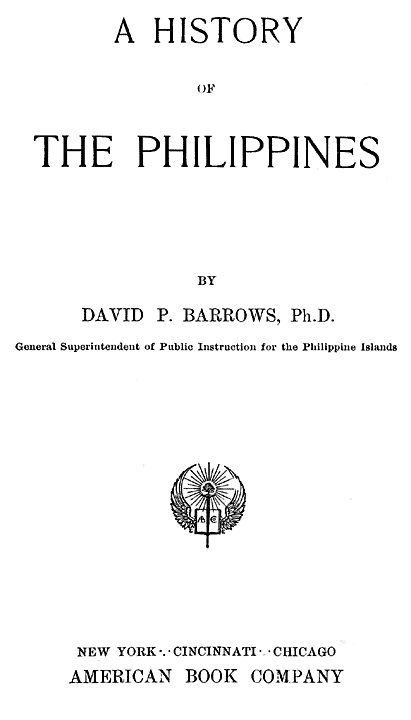 A HISTORY
OF
THE PHILIPPINES
BY
DAVID P. BARROWS, Ph.D.
General Superintendent of Public Instruction for the Philippine Islands
NEW YORK ·:· CINCINNATI ·:· CHICAGO
AMERICAN BOOK COMPANY